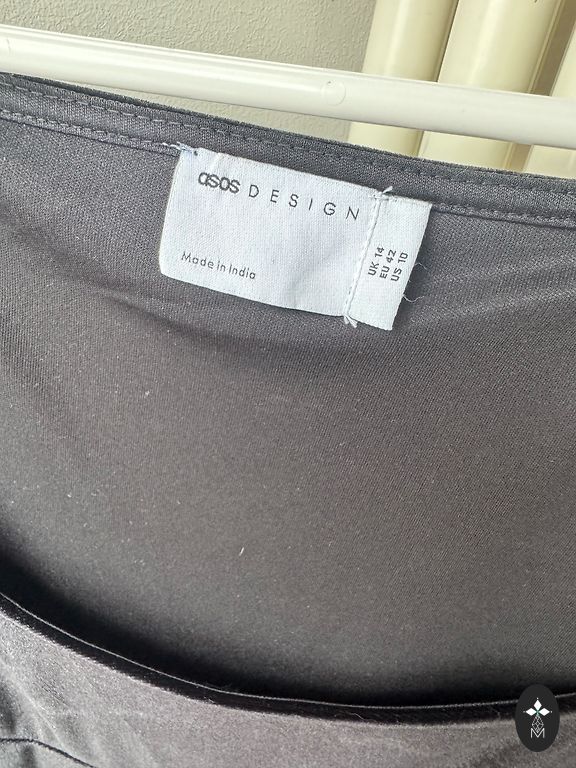 asos DESIGN
Made in India
UK 14
EU 42
US 10
M